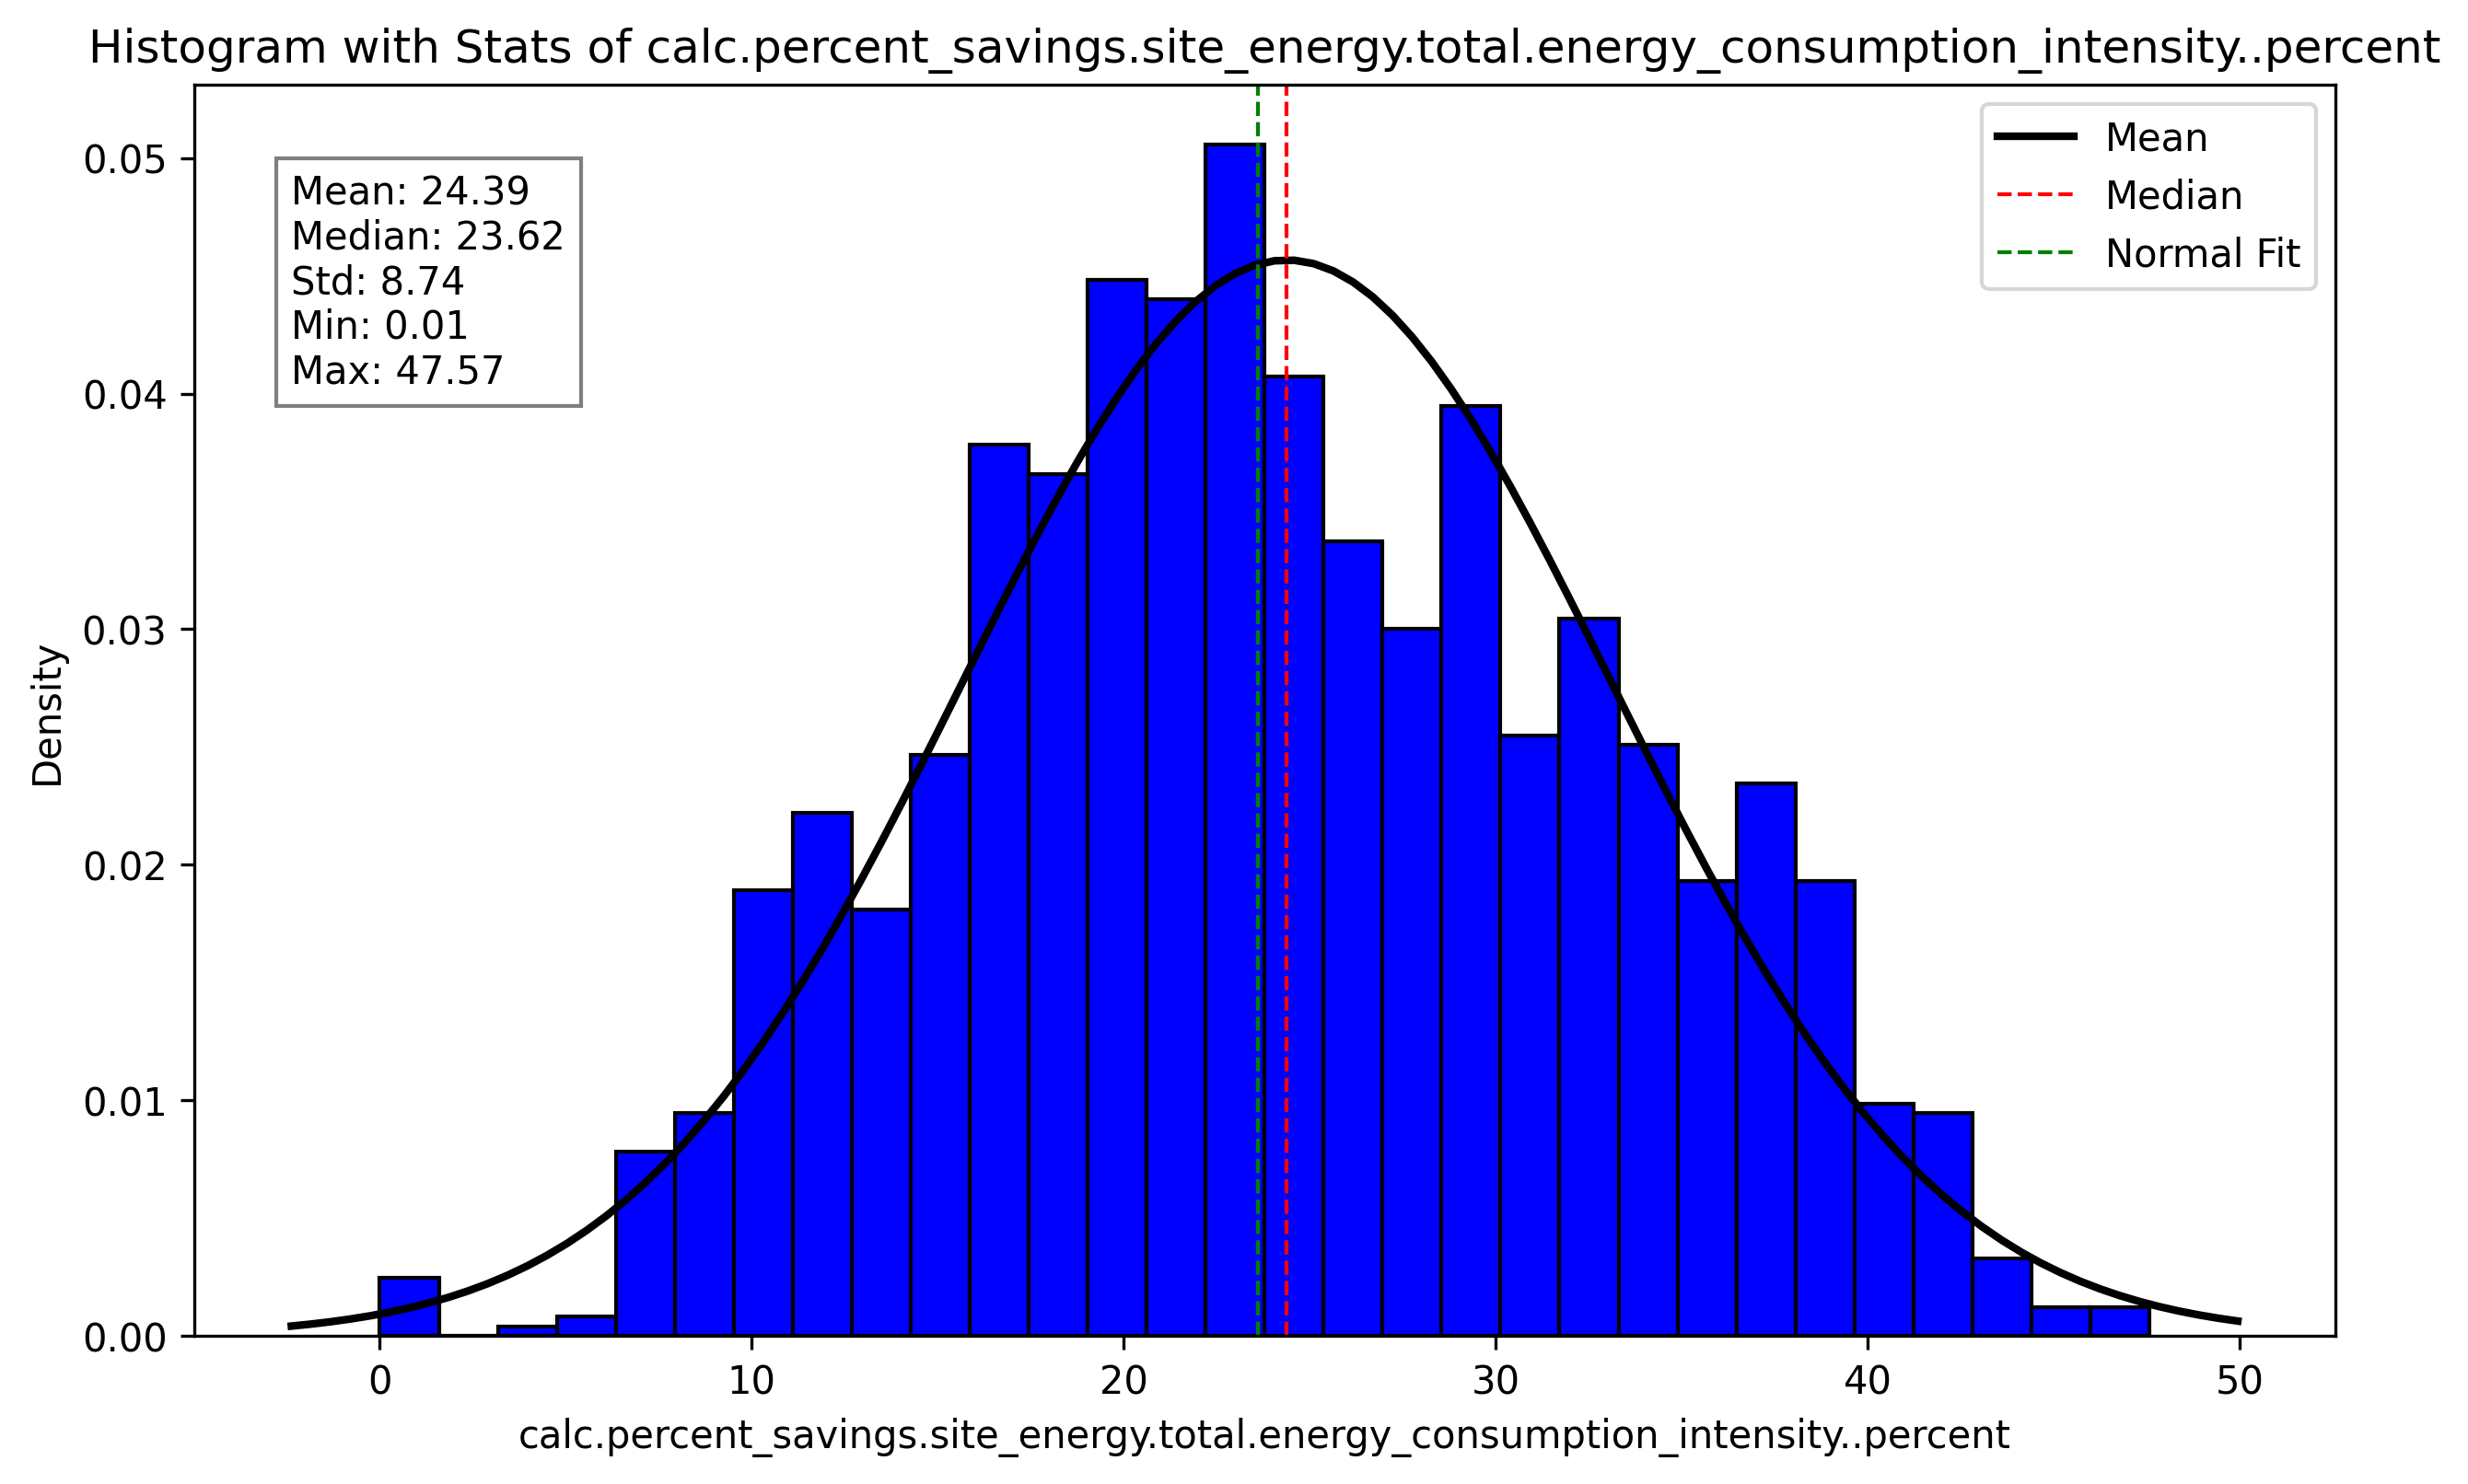 Histogram with Stats of calc.percent_savings.site_energy.total.energy_consumption_intensity..percent
Mean: 24.39
Median: 23.62
Std: 8.74
Min: 0.01
Max: 47.57
Mean
Median
Normal Fit
Density
0.05
0.04
0.03
0.02
0.01
0.00
0 10 20 30 40 50
calc.percent_savings.site_energy.total.energy_consumption_intensity..percent